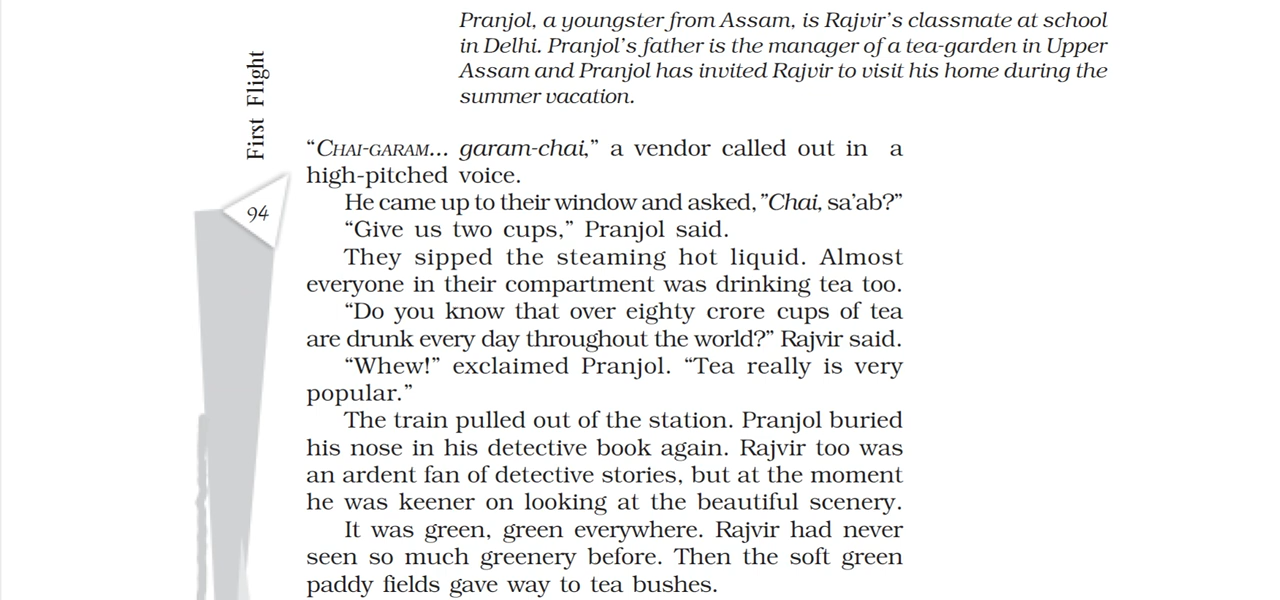 Pranjol, a youngster from Assam, is Rajvir's classmate at school
in Delhi. Pranjol's father is the manager of a tea-garden in Upper
Assam and Pranjol has invited Rajvir to visit his home during the
summer vacation.
First Flight
94
“CHAI-GARAM... garam-chai,” a vendor called out in a
high-pitched voice.
He came up to their window and asked, ”Chai, sa’ab?”
“Give us two cups,” Pranjol said.
They sipped the steaming hot liquid. Almost
everyone in their compartment was drinking tea too.
“Do you know that over eighty crore cups of tea
are drunk every day throughout the world?” Rajvir said.
“Whew!” exclaimed Pranjol. “Tea really is very
popular.”
The train pulled out of the station. Pranjol buried
his nose in his detective book again. Rajvir too was
an ardent fan of detective stories, but at the moment
he was keener on looking at the beautiful scenery.
It was green, green everywhere. Rajvir had never
seen so much greenery before. Then the soft green
paddy fields gave way to tea bushes.